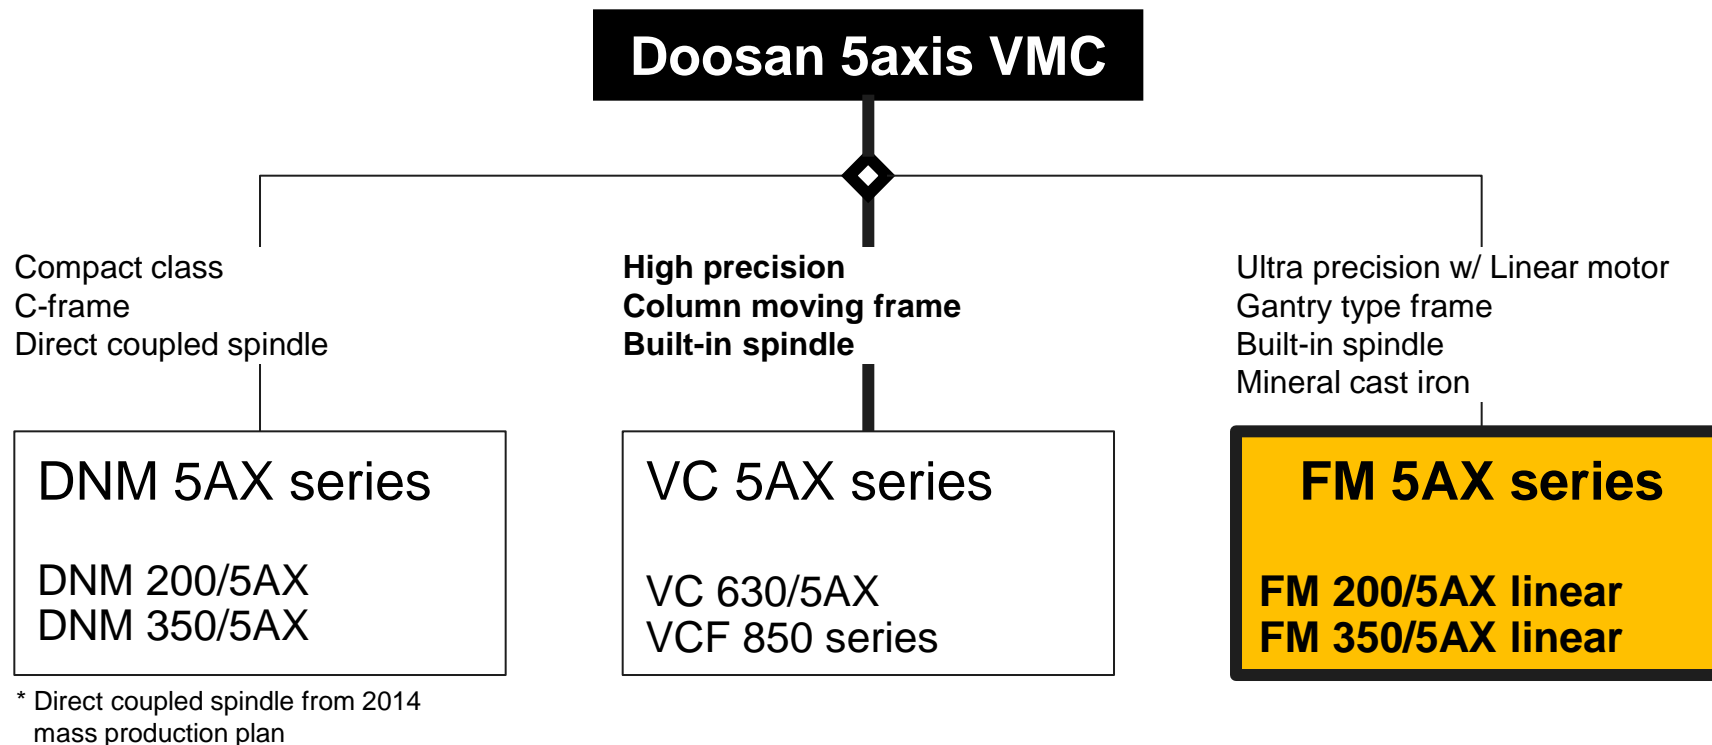 Doosan 5axis VMC
Compact class
C-frame
Direct coupled spindle
High precision
Column moving frame
Built-in spindle
Ultra precision w/ Linear motor
Gantry type frame
Built-in spindle
Mineral cast iron
DNM 5AX series
DNM 200/5AX
DNM 350/5AX
VC 5AX series
VC 630/5AX
VCF 850 series
FM 5AX series
FM 200/5AX linear
FM 350/5AX linear
* Direct coupled spindle from 2014
mass production plan